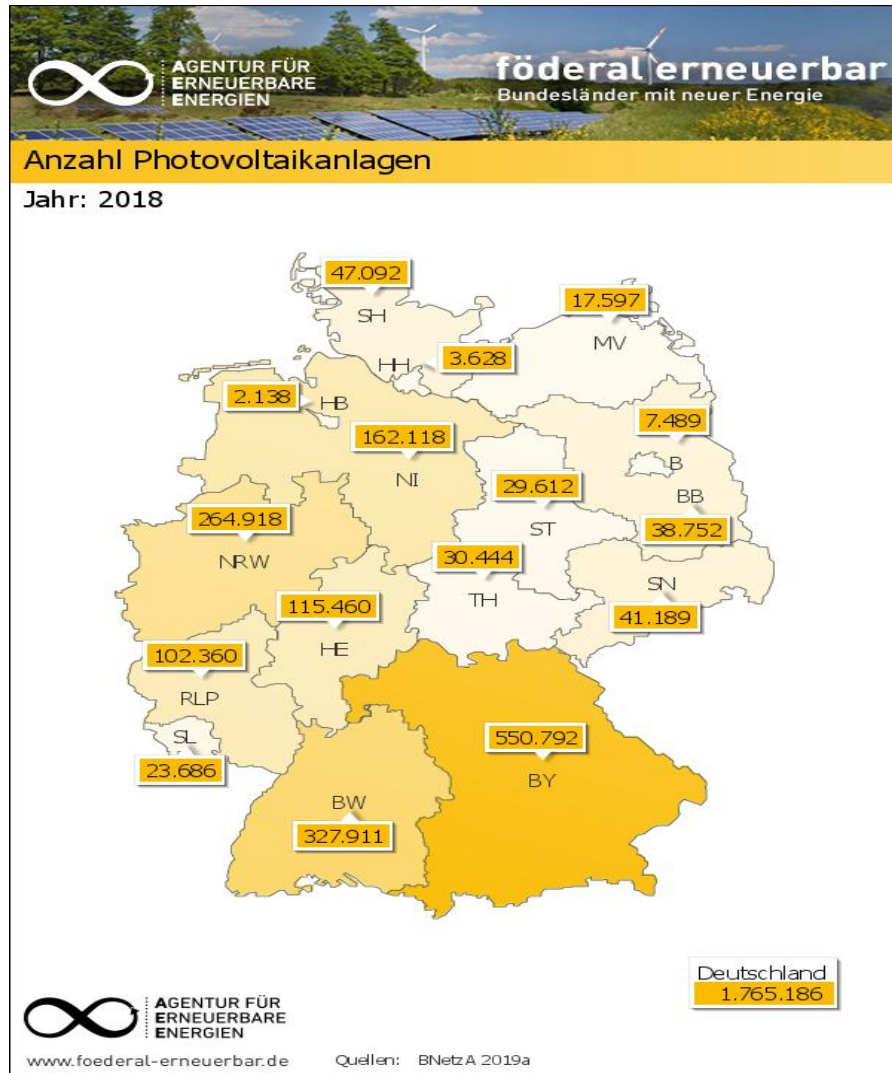 AGENTUR FÜR
ERNEUERBARE
ENERGIEN
föderal erneuerbar
Bundesländer mit neuer Energie
Anzahl Photovoltaikanlagen
Jahr: 2018
47.092
SH
17.597
MV
HH
3.628
2.138
HB
7.489
B
162.118
NI
29.612
ST
BB
38.752
264.918
NRW
30.444
TH
SN
41.189
115.460
HE
102.360
RLP
SL
23.686
550.792
BY
BW
327.911
Deutschland
1.765.186
AGENTUR FÜR
ERNEUERBARE
ENERGIEN
www.foederal-erneuerbar.de Quellen: BNetzA 2019a